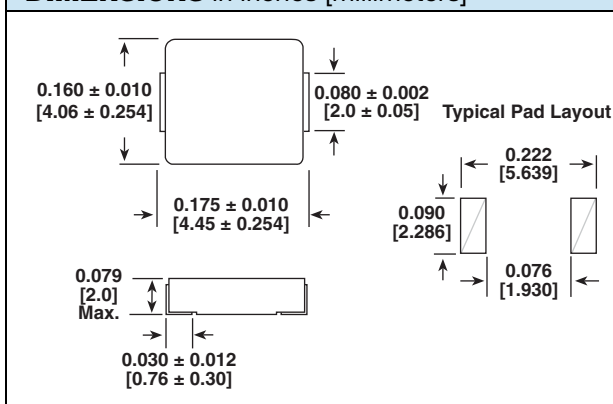 Dimensions in inches [millimeters]
0.160 ± 0.010
[4.06 ± 0.254]
0.080 ± 0.002
[2.0 ± 0.05]
Typical Pad Layout
0.175 ± 0.010
[4.45 ± 0.254]
0.222
[5.639]
0.090
[2.286]
0.076
[1.930]
0.079
[2.0]
Max.
0.030 ± 0.012
[0.76 ± 0.30]